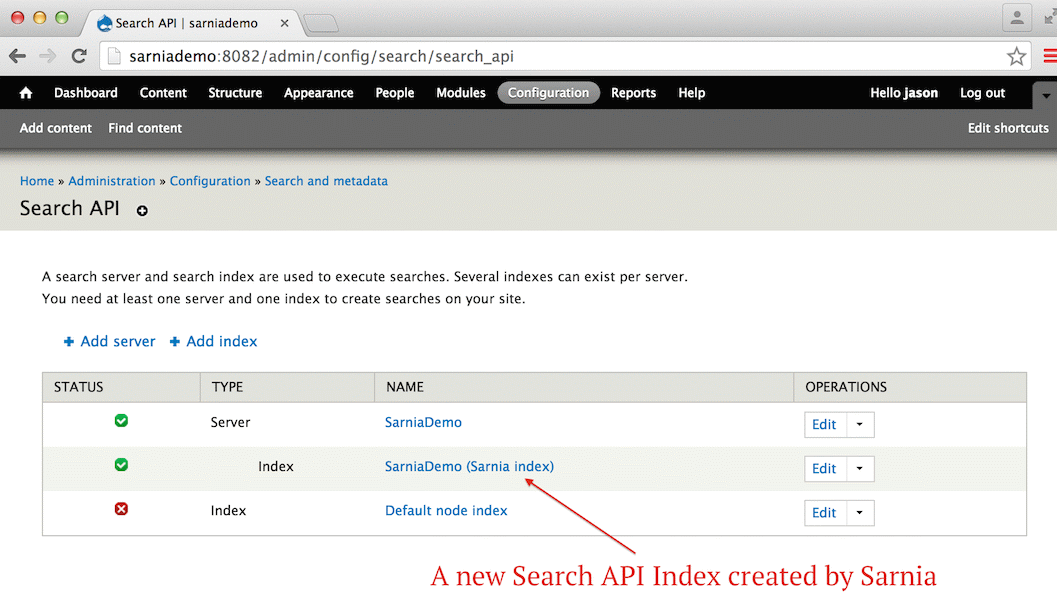 Search API | sarniademo
sarniademo:8082/admin/config/search/search_api
Dashboard Content Structure Appearance People Modules Configuration Reports Help Hello jason Log out
Add content Find content Edit shortcuts
Home » Administration » Configuration » Search and metadata
Search API
A search server and search index are used to execute searches. Several indexes can exist per server.
You need at least one server and one index to create searches on your site.
Add server Add index
STATUS TYPE NAME OPERATIONS
Server SarniaDemo Edit
Index SarniaDemo (Sarnia index) Edit
Index Default node index Edit
A new Search API Index created by Sarnia